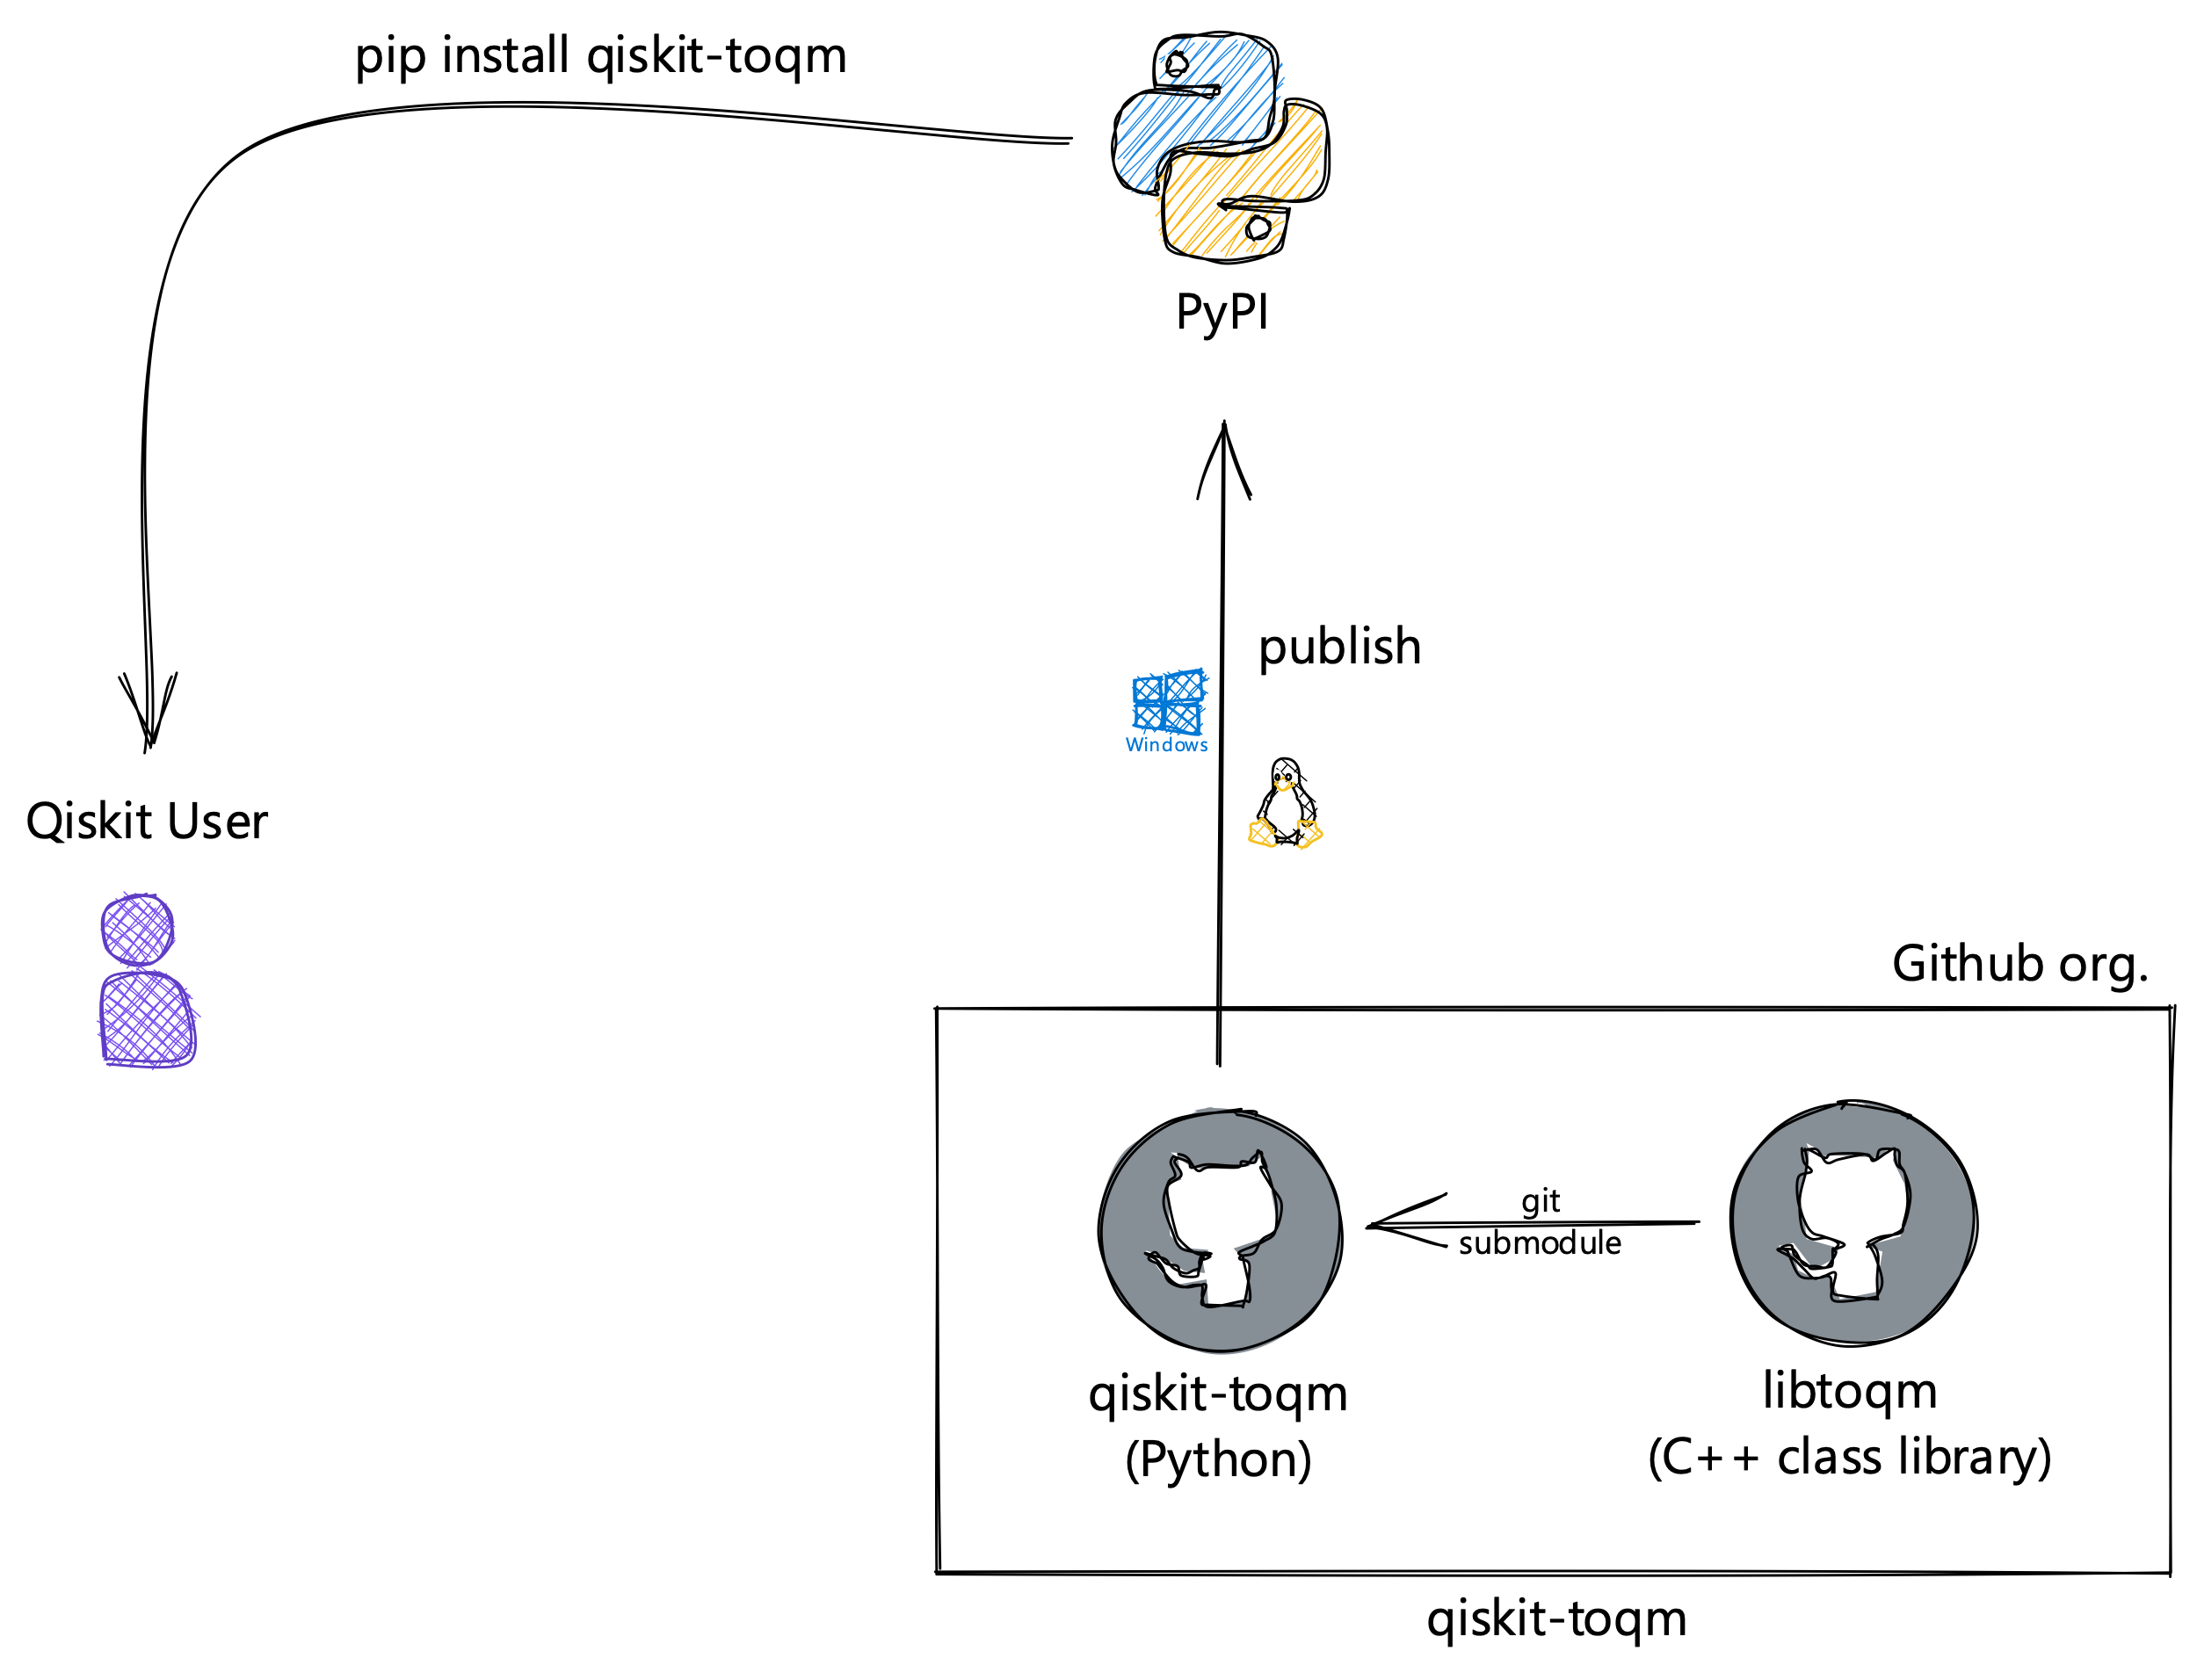 pip install qiskit-toqm
PyPI
publish
Windows
Qiskit User
Github org.
git
submodule
qiskit-toqm
(Python)
libtoqm
(C++ class library)
qiskit-toqm